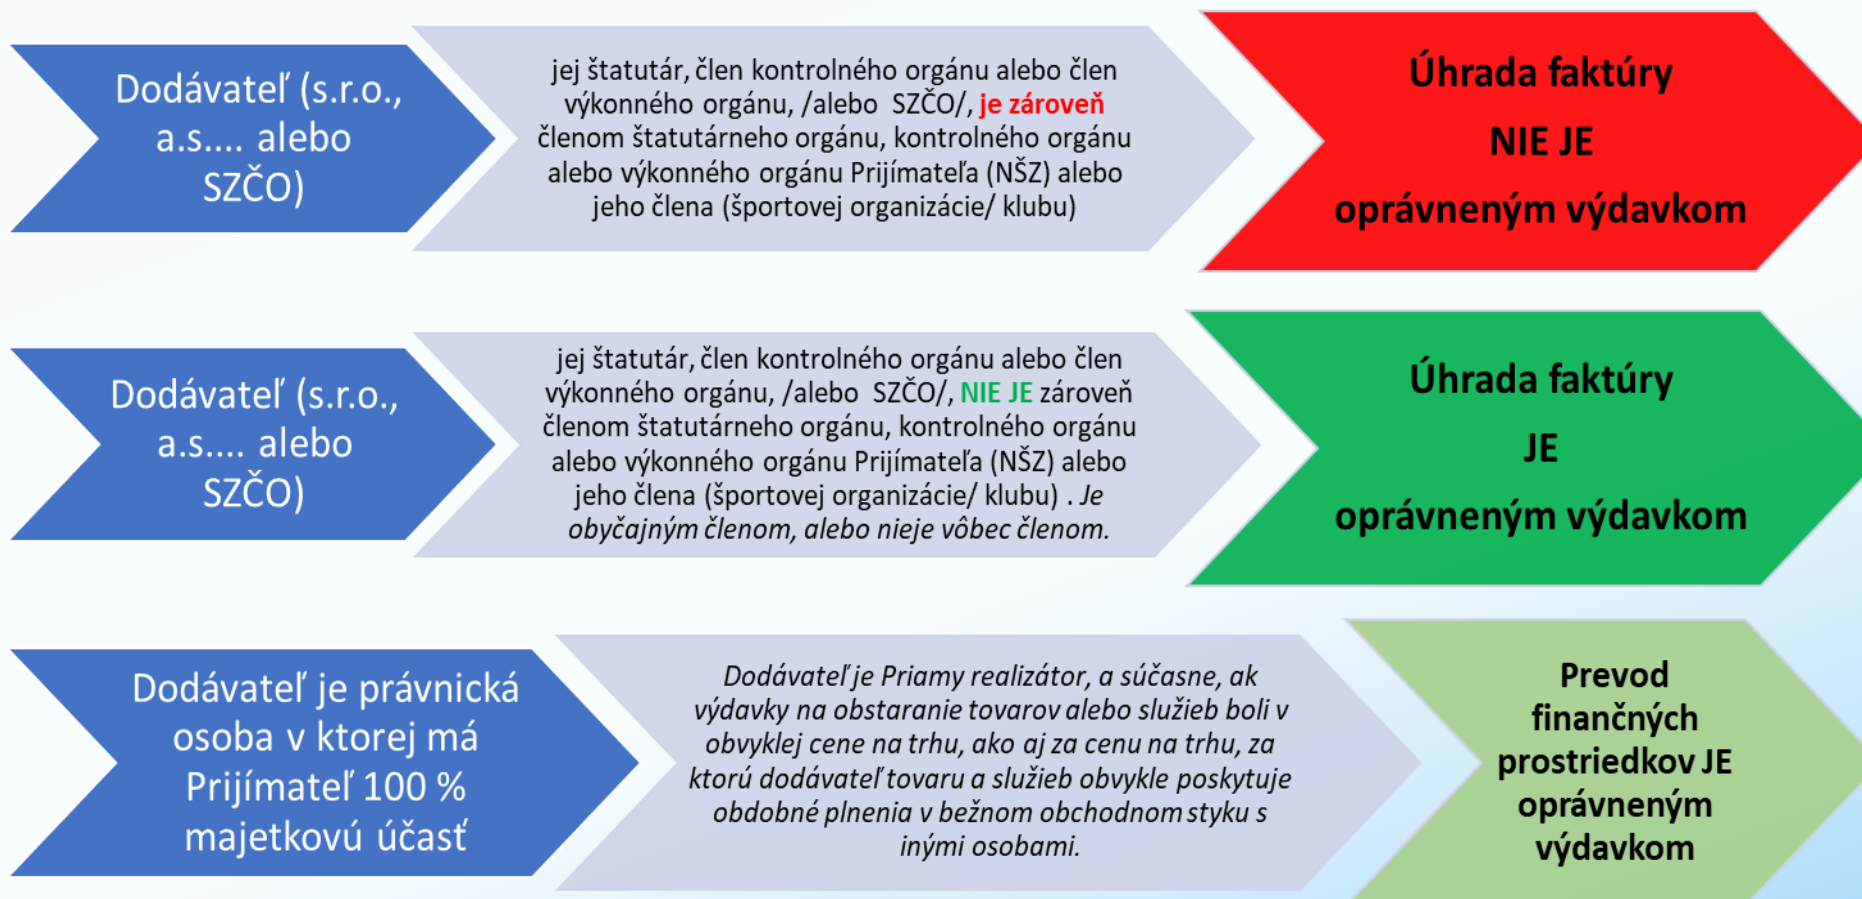 Dodávateľ (s.r.o.,
a.s.... alebo
SZČO)
jej štatutár, člen kontrolného orgánu alebo člen
výkonného orgánu, /alebo SZČO/, je zároveň
členom štatutárneho orgánu, kontrolného orgánu
alebo výkonného orgánu Prijímateľa (NŠZ) alebo
jeho člena (športovej organizácie/ klubu)
Úhrada faktúry
NIE JE
oprávneným výdavkom
Dodávateľ (s.r.o.,
a.s.... alebo
SZČO)
jej štatutár, člen kontrolného orgánu alebo člen
výkonného orgánu, /alebo SZČO/, NIE JE zároveň
členom štatutárneho orgánu, kontrolného orgánu
alebo výkonného orgánu Prijímateľa (NŠZ) alebo
jeho člena (športovej organizácie/ klubu) . Je
obyčajným členom, alebo nieje vôbec členom.
Úhrada faktúry
JE
oprávneným výdavkom
Dodávateľ je právnická
osoba v ktorej má
Prijímateľ 100 %
majetkovú účasť
Dodávateľ je Priamy realizátor, a súčasne, ak
výdavky na obstaranie tovarov alebo služieb boli v
obvyklej cene na trhu, ako aj za cenu na trhu, za
ktorú dodávateľ tovaru a služieb obvykle poskytuje
obdobné plnenia v bežnom obchodnom styku s
inými osobami.
Prevod
finančných
prostriedkov JE
oprávneným
výdavkom